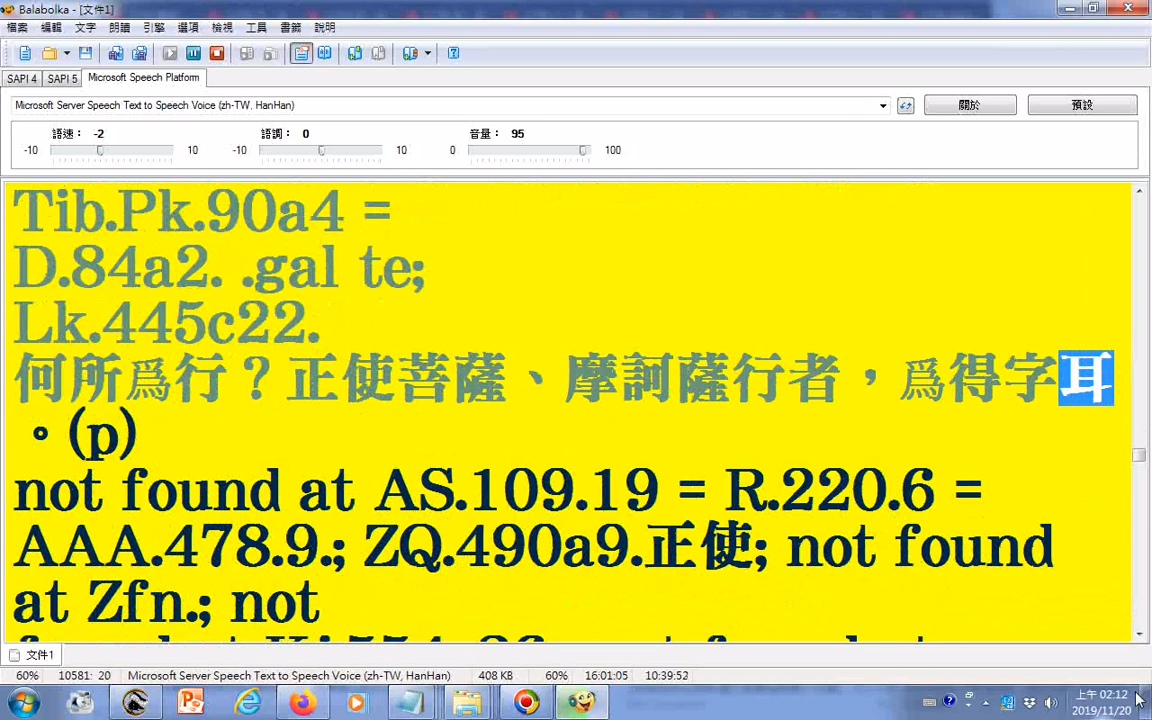 Balabolka - [文件1]
檔案 編輯 文字 朗讀 引擎 選項 檢視 工具 書籤 說明
SAPI 4 SAPI 5 Microsoft Speech Platform
Microsoft Server Speech Text to Speech Voice (zh-TW, HanHan)
關於 預設
語速： -2 語調： 0 音量： 95
-10 10 -10 10 0 100
Tib.Pk.90a4 =
D.84a2. .gal te;
Lk.445c22.
何所爲行？正使菩薩、摩訶薩行者，爲得字耳
。(p)
not found at AS.109.19 = R.220.6 =
AAA.478.9.; ZQ.490a9.正使; not found
at Zfn.; not
文件1
60% 10581: 20 Microsoft Server Speech Text to Speech Voice (zh-TW, HanHan) 408 KB 60% 16:01:05 10:39:52
上午 02:12
2019/11/20